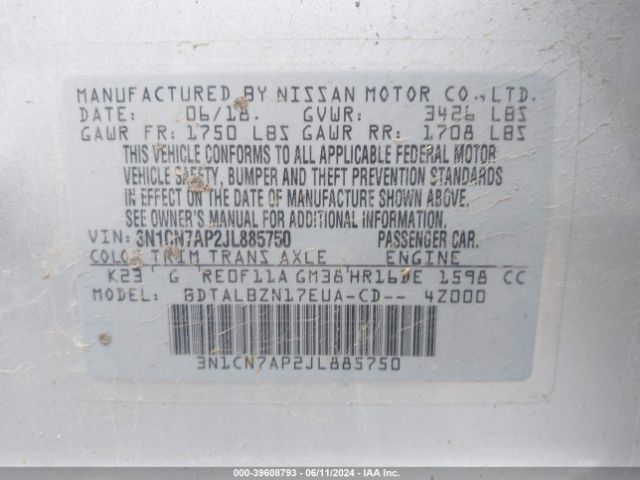 MANUFACTURED BY NISSAN MOTOR CO.,LTD.
DATE: 06/18. GVWR: 3426 LBS
GAWR FR: 1750 LBS GAWR RR: 1708 LBS
THIS VEHICLE CONFORMS TO ALL APPLICABLE FEDERAL MOTOR
VEHICLE SAFETY, BUMPER AND THEFT PREVENTION STANDARDS
IN EFFECT ON THE DATE OF MANUFACTURE SHOWN ABOVE.
SEE OWNER'S MANUAL FOR ADDITIONAL INFORMATION
VIN: 3N1CN7AP2JL885750 PASSENGER CAR.
COLOR TRIM TRANS AXLE ENGINE
K23 G RE0F11A GM38 HR16DE 1598 CC
MODEL: BDTALBZN17EUA-CD-- 4Z000
3N1CN7AP2JL885750
000-39608793 - 06/11/2024 - IAA Inc.